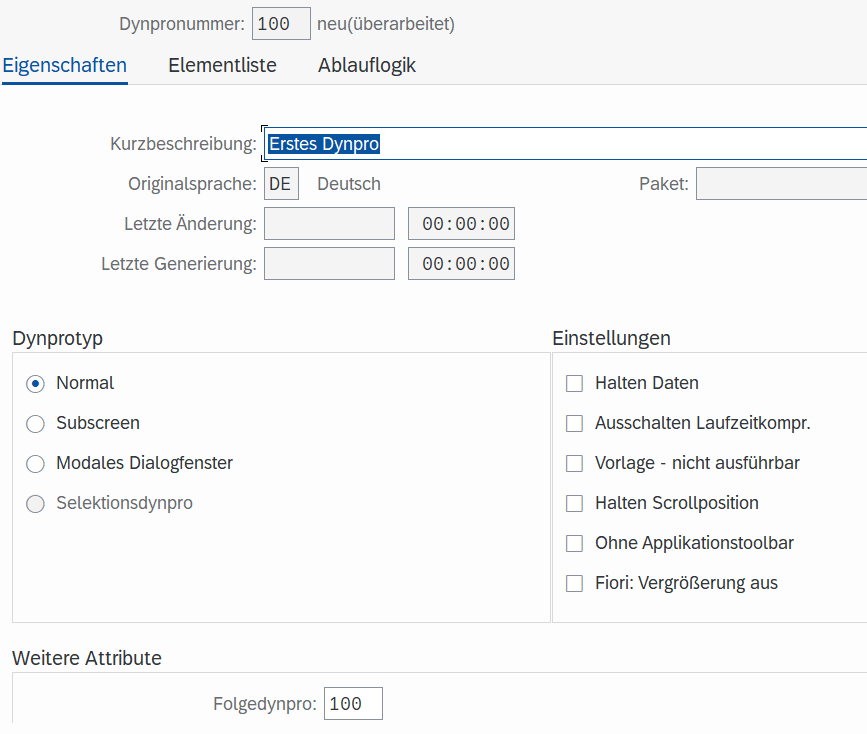 Dynpronummer: 100 neu(überarbeitet)
Eigenschaften Elementliste Ablauflogik
Kurzbeschreibung: Erstes Dynpro
Originalsprache: DE Deutsch Paket:
Letzte Änderung: 00:00:00
Letzte Generierung: 00:00:00
Dynprotyp
Normal
Subscreen
Modales Dialogfenster
Selektionsdynpro
Einstellungen
Halten Daten
Ausschalten Laufzeitkompr.
Vorlage - nicht ausführbar
Halten Scrollposition
Ohne Applikationstoolbar
Fiori: Vergrößerung aus
Weitere Attribute
Folgedynpro: 100